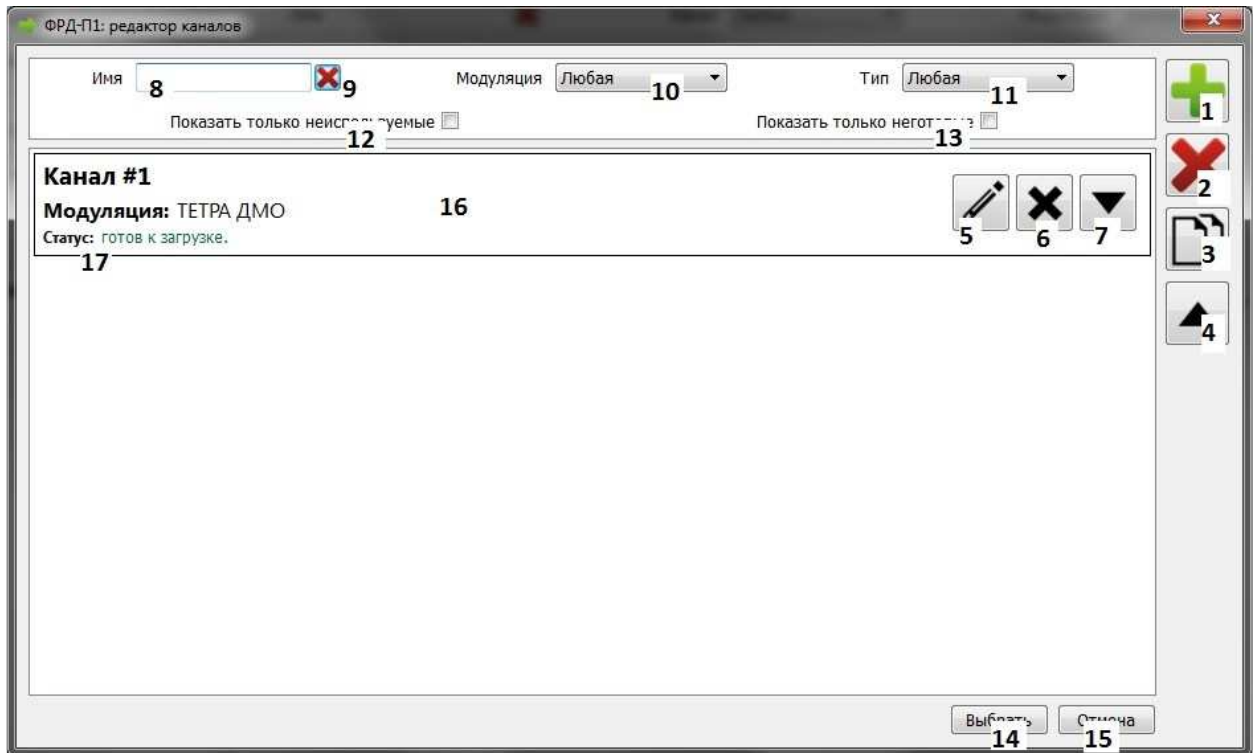 ФРД-П1: редактор каналов
Имя 8 9 Модуляция Любая 10 Тип Любая 11
1
Показать только неиспользуемые 12 Показать только неготовые 13
2
Канал #1
Модуляция: ТЕТРА ДМО 16
Статус: готов к загрузке.
17 5 6 7
3
4
Выбрать Отмена
14 15